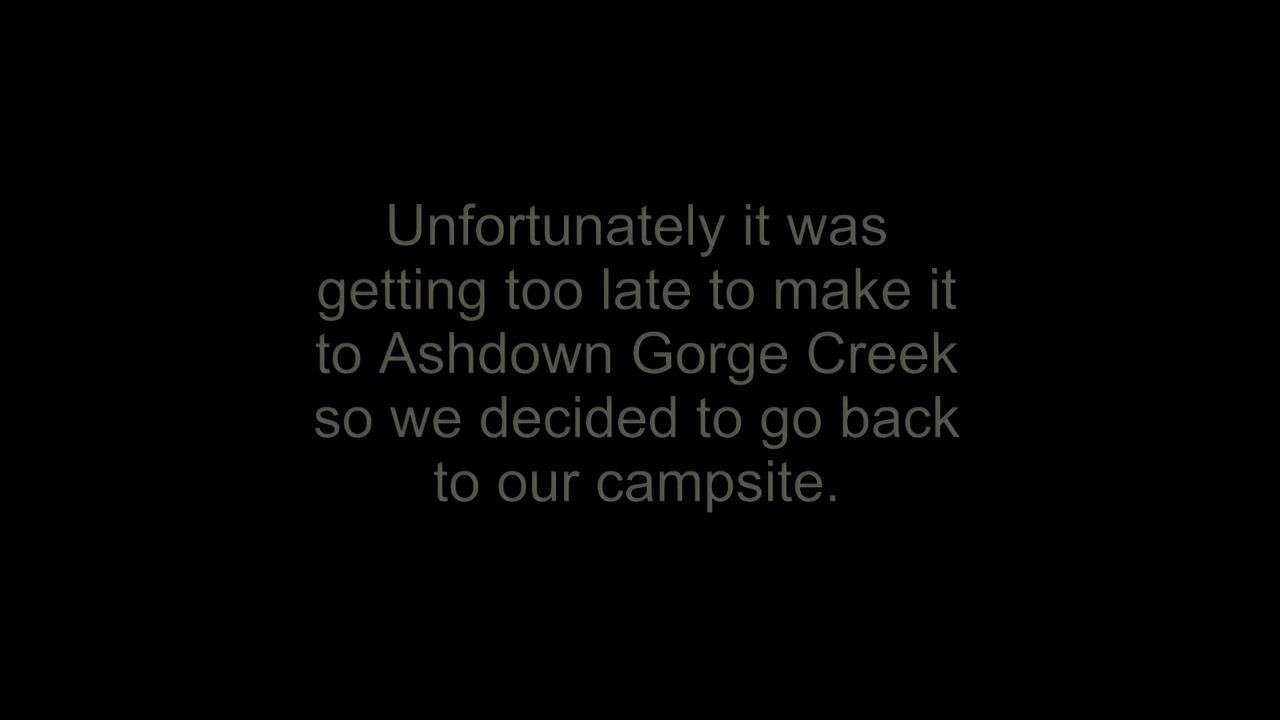 Unfortunately it was
getting too late to make it
to Ashdown Gorge Creek
so we decided to go back
to our campsite.